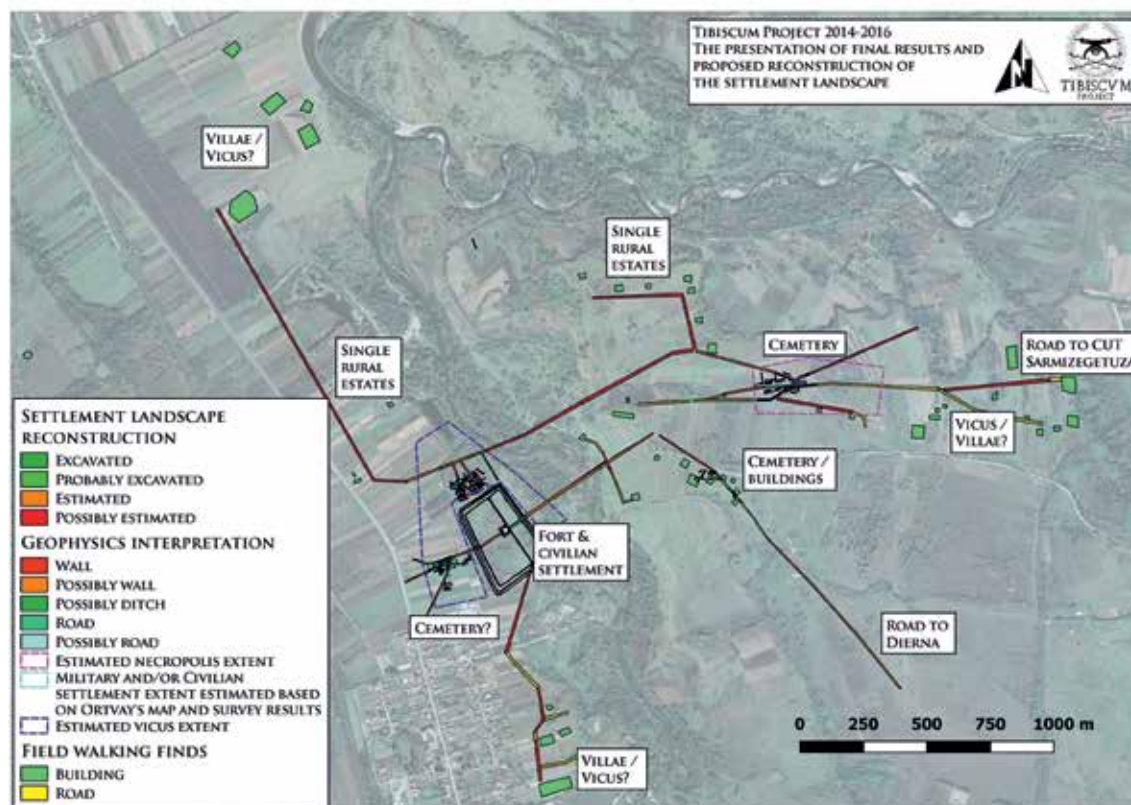 Tibiscum Project 2014-2016
The presentation of final results and
proposed reconstruction of
the settlement landscape
N
TIBISCVM
PROJECT
Villae /
Vicus?
Single
rural
estates
Cemetery
Road to CUT
Sarmizegetuza
Single
rural
estates
Vicus /
Villae?
Cemetery /
buildings
Fort &
civilian
settlement
Cemetery?
Road to
Dierna
Villae /
Vicus?
0 250 500 750 1000 m
Settlement landscape
reconstruction
Excavated
Probably excavated
Estimated
Possibly estimated
Geophysics interpretation
Wall
Possibly wall
Possibly ditch
Road
Possibly road
Estimated necropolis extent
Military and/or Civilian
settlement extent estimated based
on Ortvay's map and survey results
Estimated vicus extent
Field walking finds
Building
Road